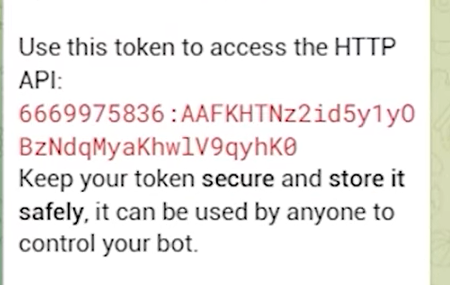 Use this token to access the HTTP
API:
6669975836:AAFKHTNz2id5y1yO
BzNdqMyaKhwlV9qyhK0
Keep your token secure and store it
safely, it can be used by anyone to
control your bot.